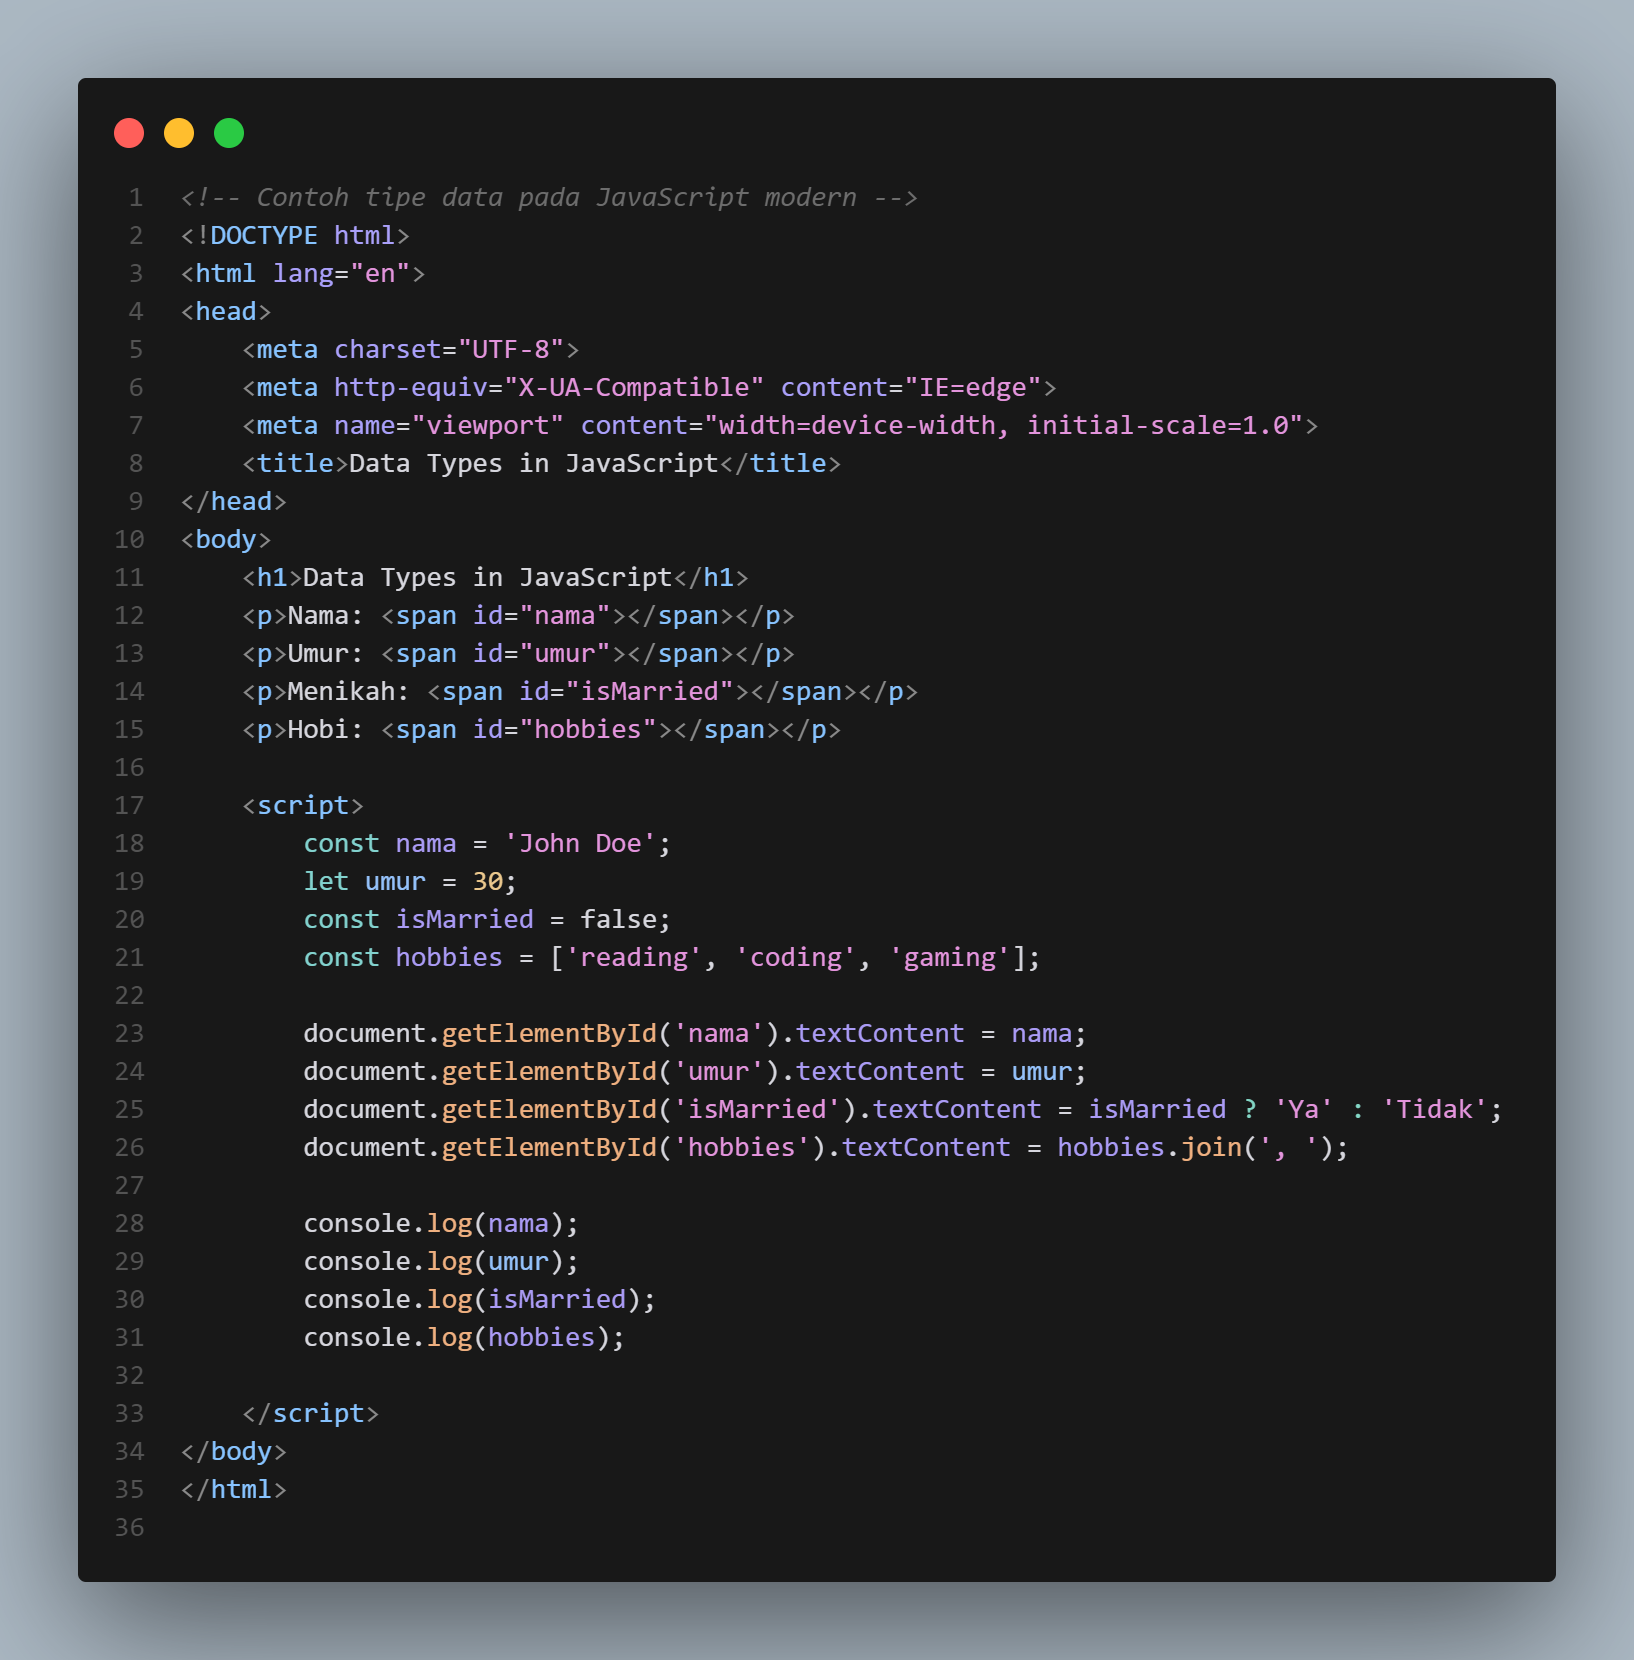 1 <!-- Contoh tipe data pada JavaScript modern -->
2 <!DOCTYPE html>
3 <html lang="en">
4 <head>
5     <meta charset="UTF-8">
6     <meta http-equiv="X-UA-Compatible" content="IE=edge">
7     <meta name="viewport" content="width=device-width, initial-scale=1.0">
8     <title>Data Types in JavaScript</title>
9 </head>
10 <body>
11     <h1>Data Types in JavaScript</h1>
12     <p>Nama: <span id="nama"></span></p>
13     <p>Umur: <span id="umur"></span></p>
14     <p>Menikah: <span id="isMarried"></span></p>
15     <p>Hobi: <span id="hobbies"></span></p>
16
17     <script>
18         const nama = 'John Doe';
19         let umur = 30;
20         const isMarried = false;
21         const hobbies = ['reading', 'coding', 'gaming'];
22
23         document.getElementById('nama').textContent = nama;
24         document.getElementById('umur').textContent = umur;
25         document.getElementById('isMarried').textContent = isMarried ? 'Ya' : 'Tidak';
26         document.getElementById('hobbies').textContent = hobbies.join(', ');
27
28         console.log(nama);
29         console.log(umur);
30         console.log(isMarried);
31         console.log(hobbies);
32
33     </script>
34 </body>
35 </html>
36